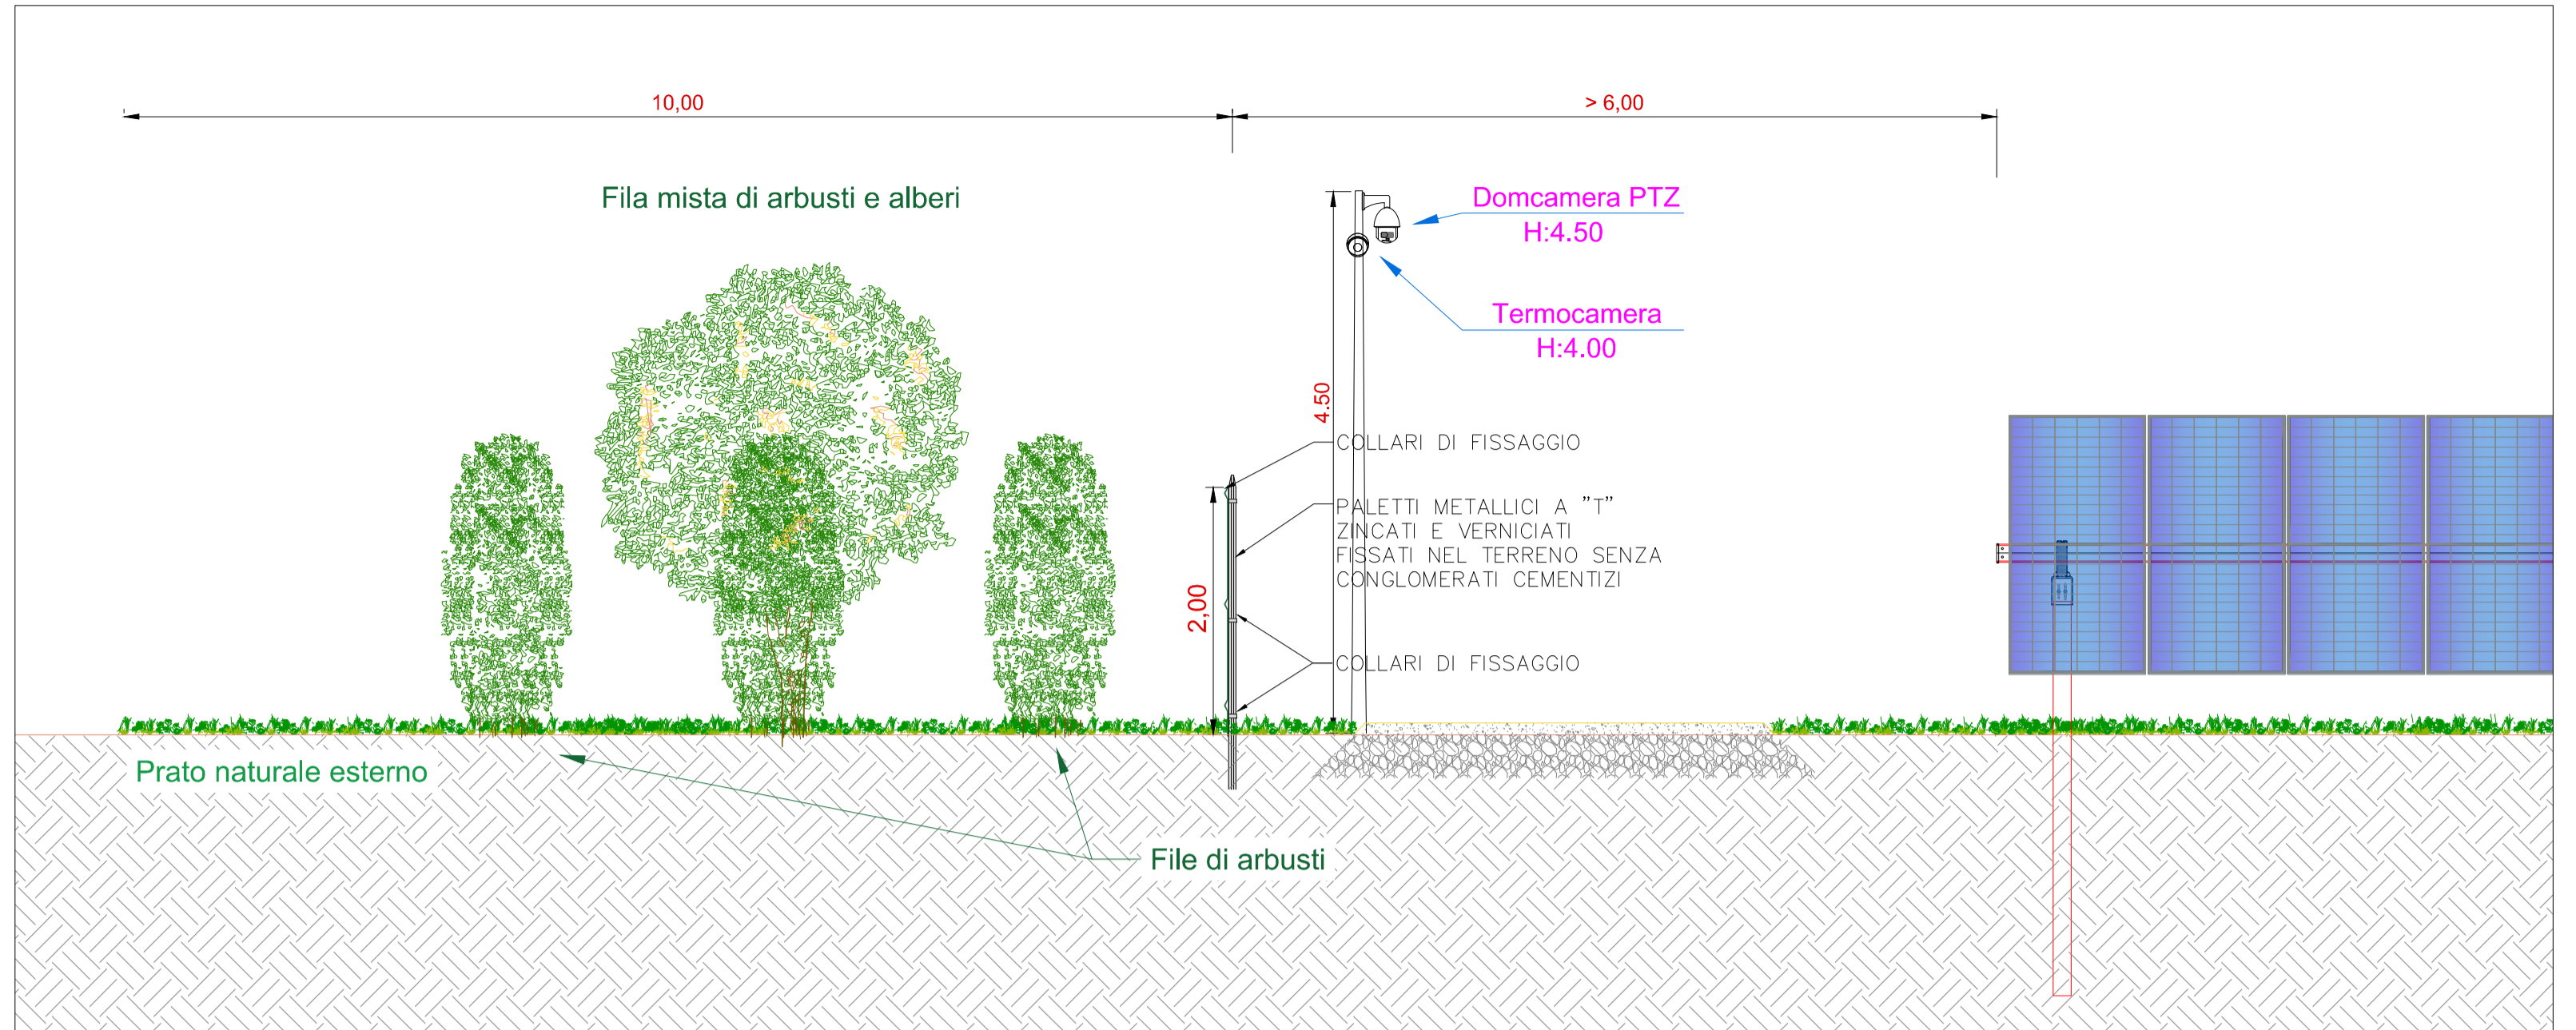 10,00
> 6,00
Fila mista di arbusti e alberi
Domcamera PTZ
H:4.50
Termocamera
H:4.00
4.50
COLLARI DI FISSAGGIO
PALETTI METALLICI A "T"
ZINCATI E VERNICIATI
FISSATI NEL TERRENO SENZA
CONGLOMERATI CEMENTIZI
2,00
COLLARI DI FISSAGGIO
Prato naturale esterno
File di arbusti